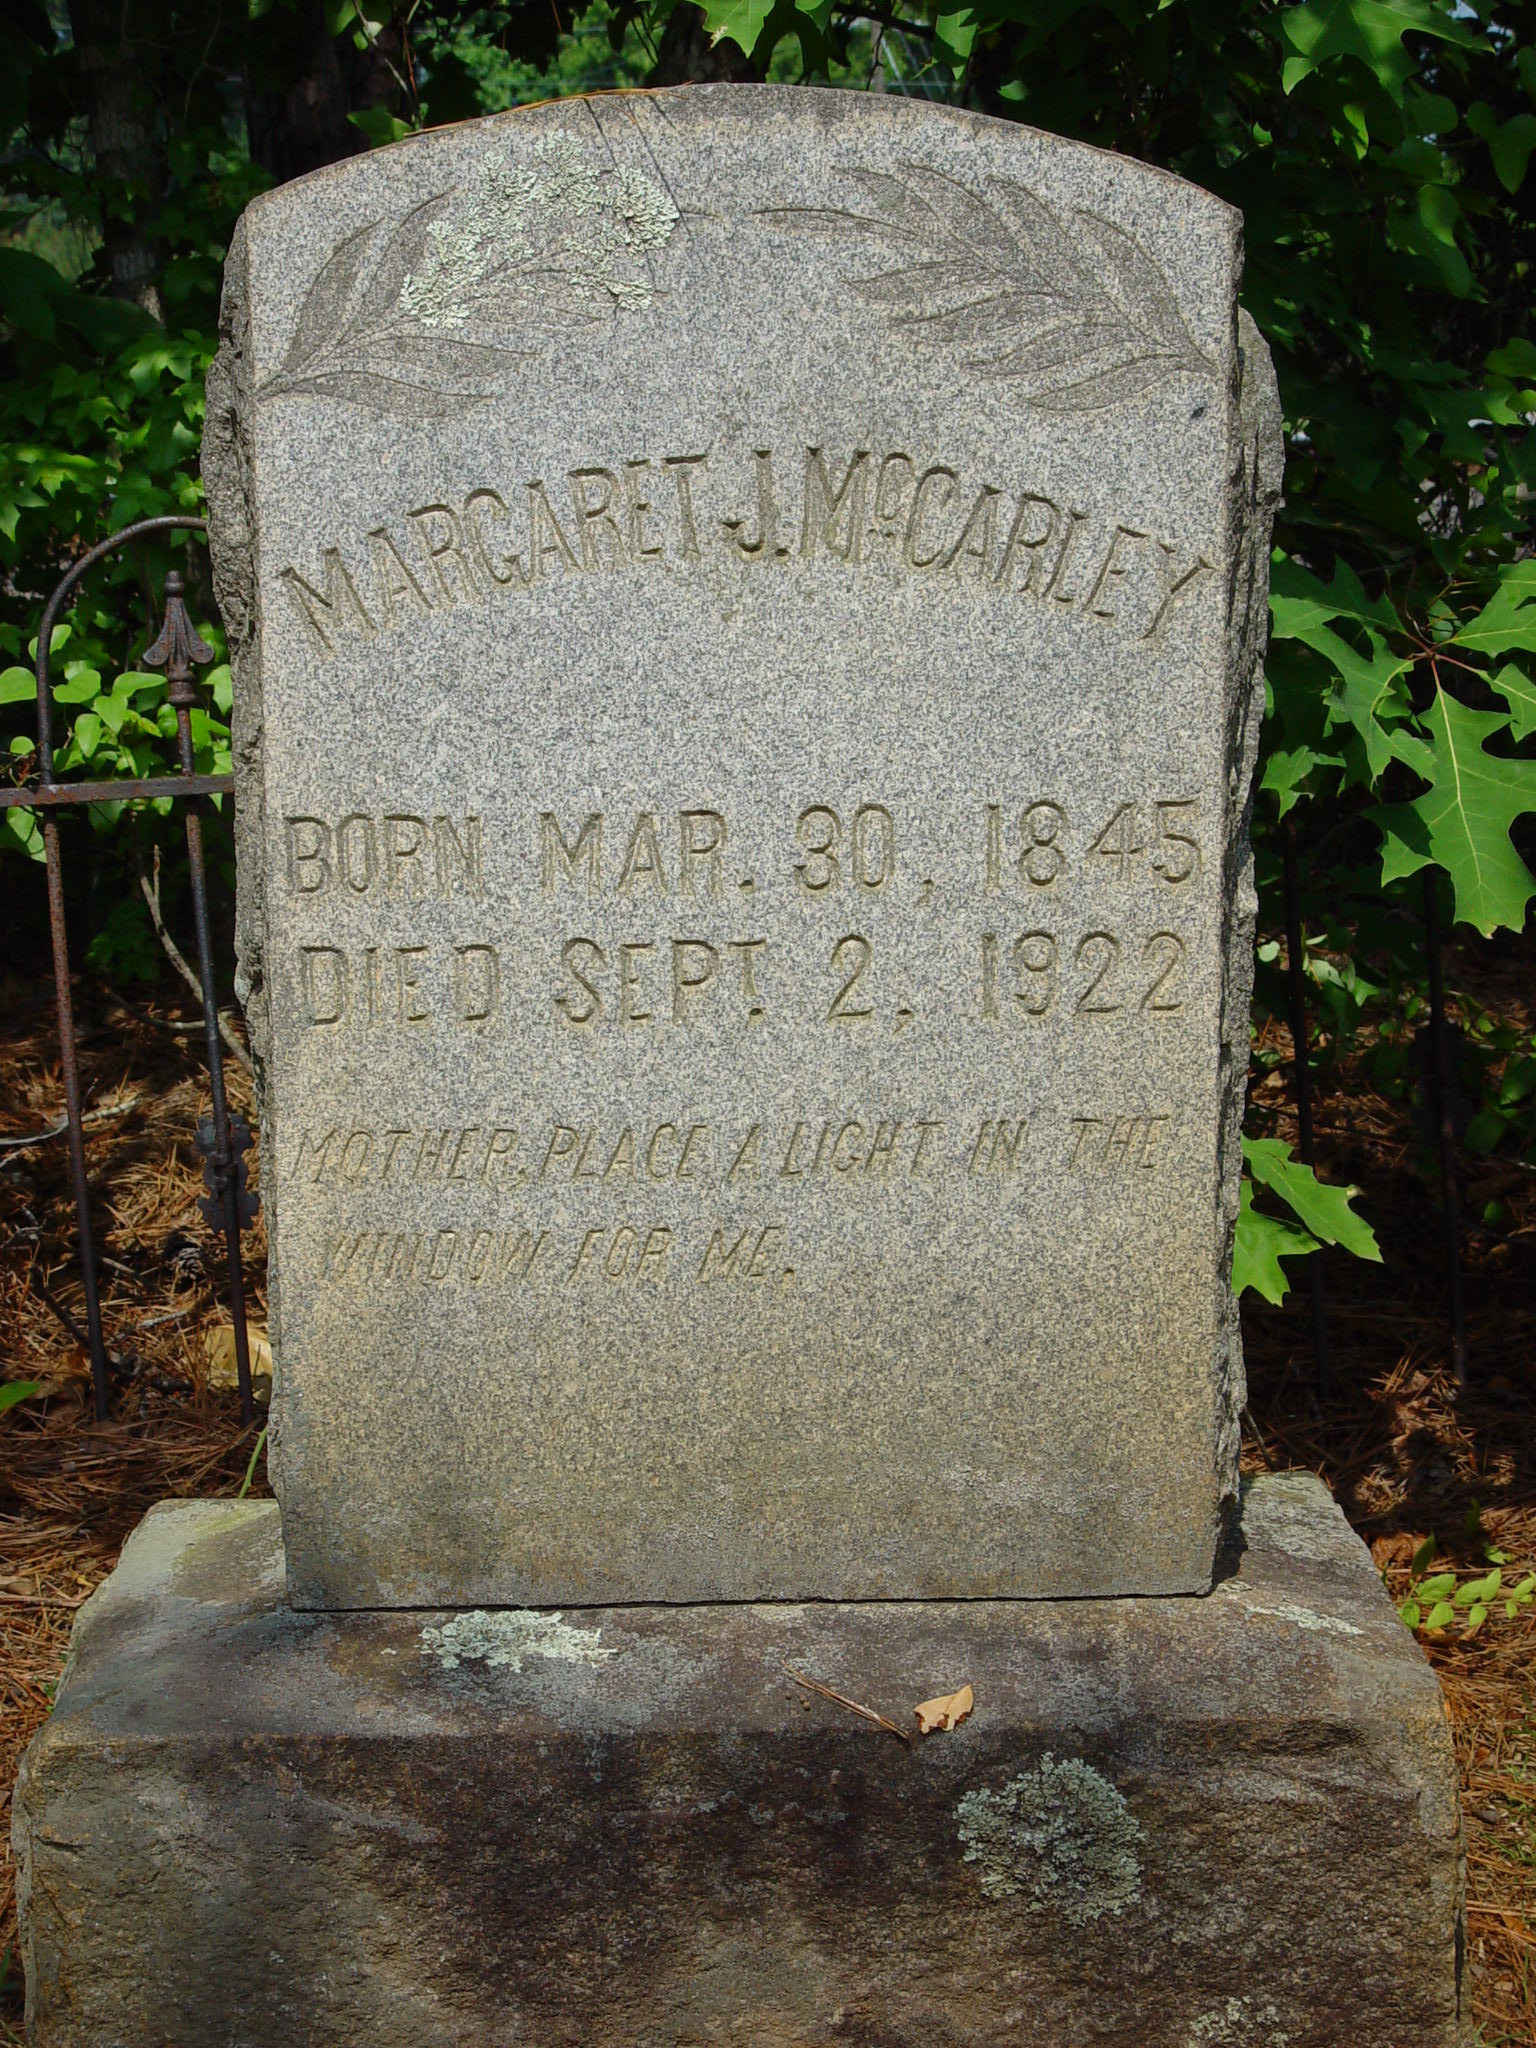 MARGARET J. McCARLEY
BORN MAR. 30, 1845
DIED SEPT. 2, 1922
MOTHER, PLACE A LIGHT IN THE
WINDOW FOR ME.